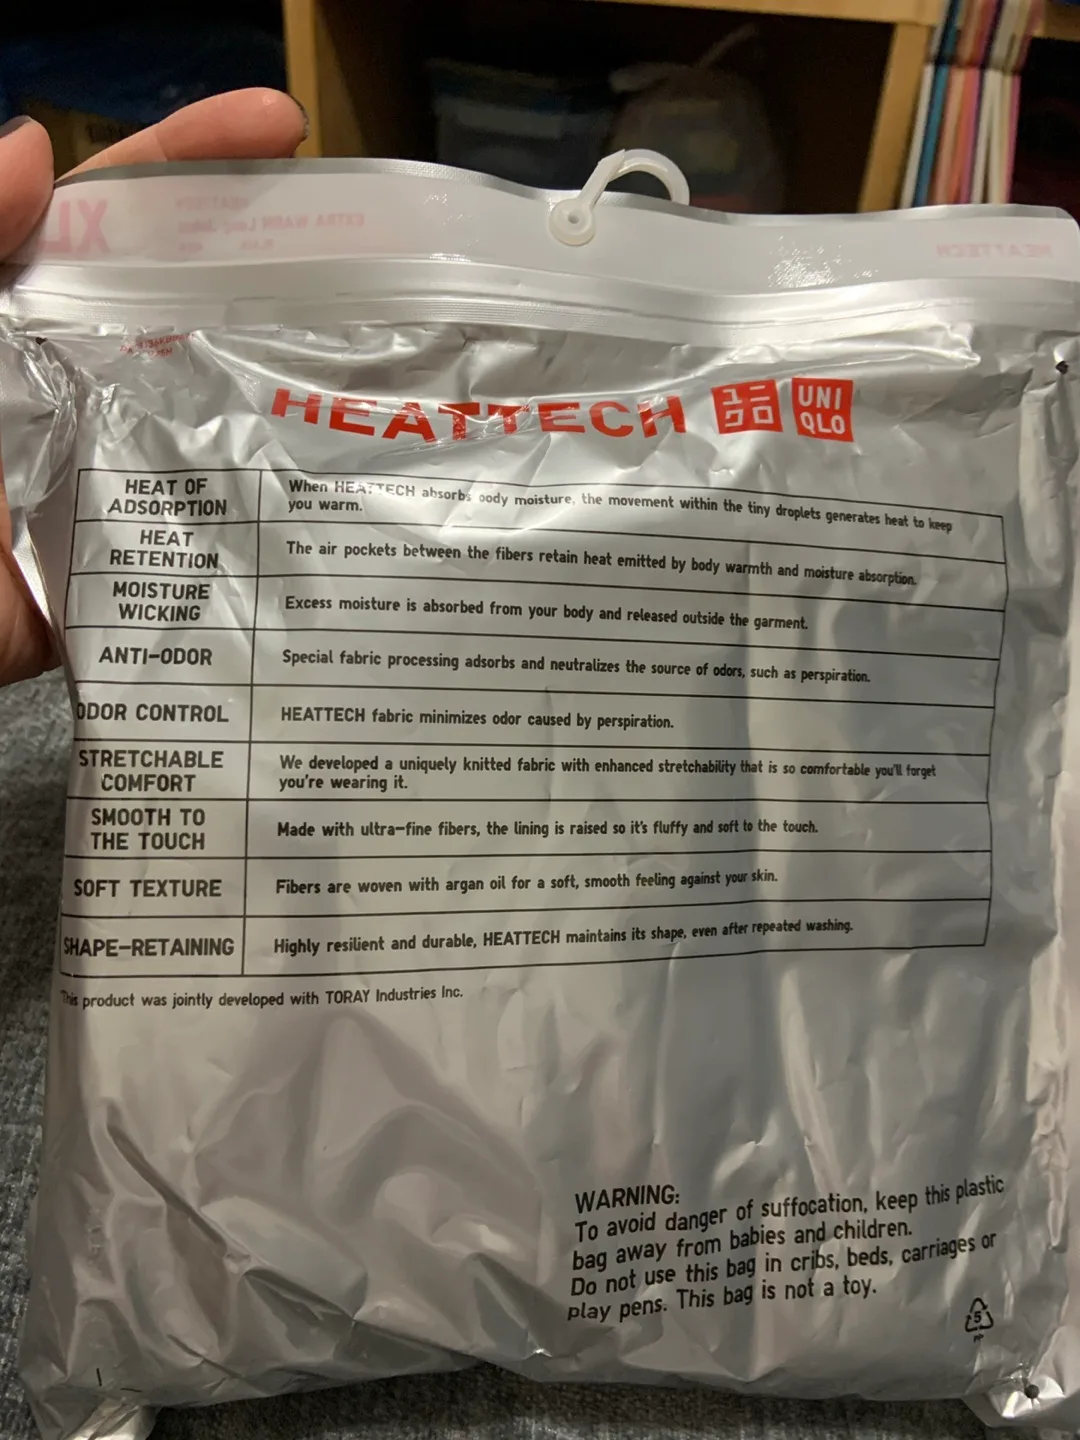 XL
HEATTECH
EXTRA WARM Long Johns
HEATTECH
HEATTECH ユニクロ UNIQLO
HEAT OF
ADSORPTION
When HEATTECH absorbs body moisture, the movement within the tiny droplets generates heat to keep
you warm.
HEAT
RETENTION
The air pockets between the fibers retain heat emitted by body warmth and moisture absorption.
MOISTURE
WICKING
Excess moisture is absorbed from your body and released outside the garment.
ANTI-ODOR
Special fabric processing adsorbs and neutralizes the source of odors, such as perspiration.
ODOR CONTROL
HEATTECH fabric minimizes odor caused by perspiration.
STRETCHABLE
COMFORT
We developed a uniquely knitted fabric with enhanced stretchability that is so comfortable you'll forget
you're wearing it.
SMOOTH TO
THE TOUCH
Made with ultra-fine fibers, the lining is raised so it's fluffy and soft to the touch.
SOFT TEXTURE
Fibers are woven with argan oil for a soft, smooth feeling against your skin.
SHAPE-RETAINING
Highly resilient and durable, HEATTECH maintains its shape, even after repeated washing.
This product was jointly developed with TORAY Industries Inc.
WARNING:
To avoid danger of suffocation, keep this plastic
bag away from babies and children.
Do not use this bag in cribs, beds, carriages or
play pens. This bag is not a toy.
5
PP